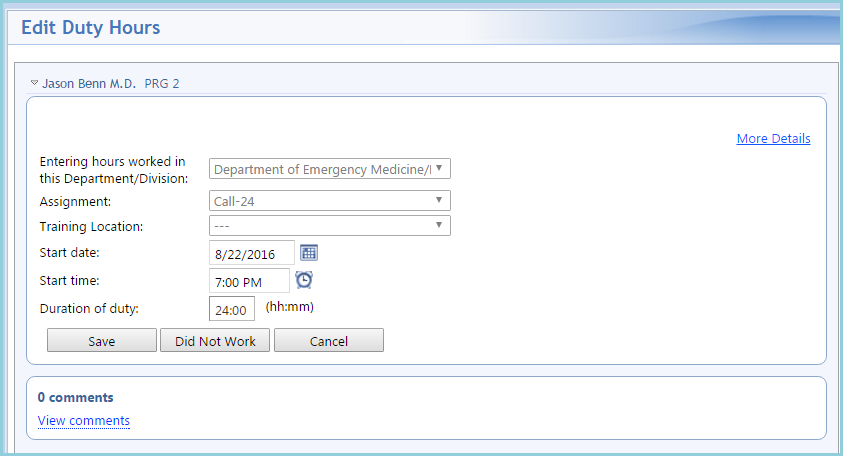 Edit Duty Hours
Jason Benn M.D. PRG 2
More Details
Entering hours worked in
this Department/Division:
Department of Emergency Medicine/
Assignment:
Call-24
Training Location:
---
Start date:
8/22/2016
Start time:
7:00 PM
Duration of duty:
24:00
(hh:mm)
Save Did Not Work Cancel
0 comments
View comments